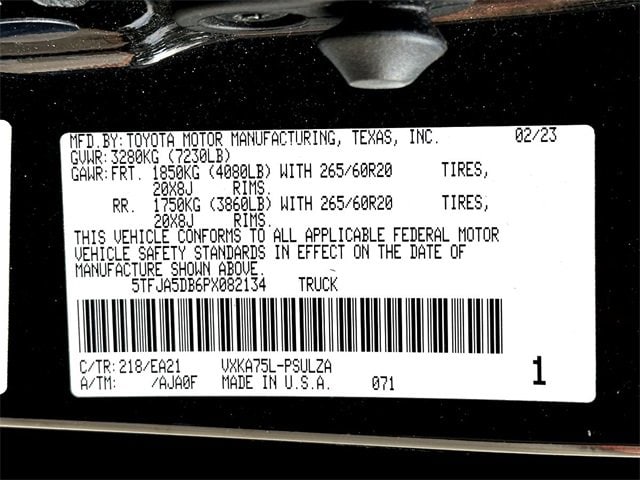 MFD.BY:TOYOTA MOTOR MANUFACTURING, TEXAS, INC. 02/23
GVWR:3280KG (7230LB)
GAWR:FRT. 1850KG (4080LB) WITH 265/60R20 TIRES,
20X8J RIMS.
RR. 1750KG (3860LB) WITH 265/60R20 TIRES,
20X8J RIMS.
THIS VEHICLE CONFORMS TO ALL APPLICABLE FEDERAL MOTOR
VEHICLE SAFETY STANDARDS IN EFFECT ON THE DATE OF
MANUFACTURE SHOWN ABOVE.
5TFJA5DB6PX082134 TRUCK
C/TR:218/EA21 VXKA75L-PSULZA
A/TM: /AJA0F MADE IN U.S.A. 071 1